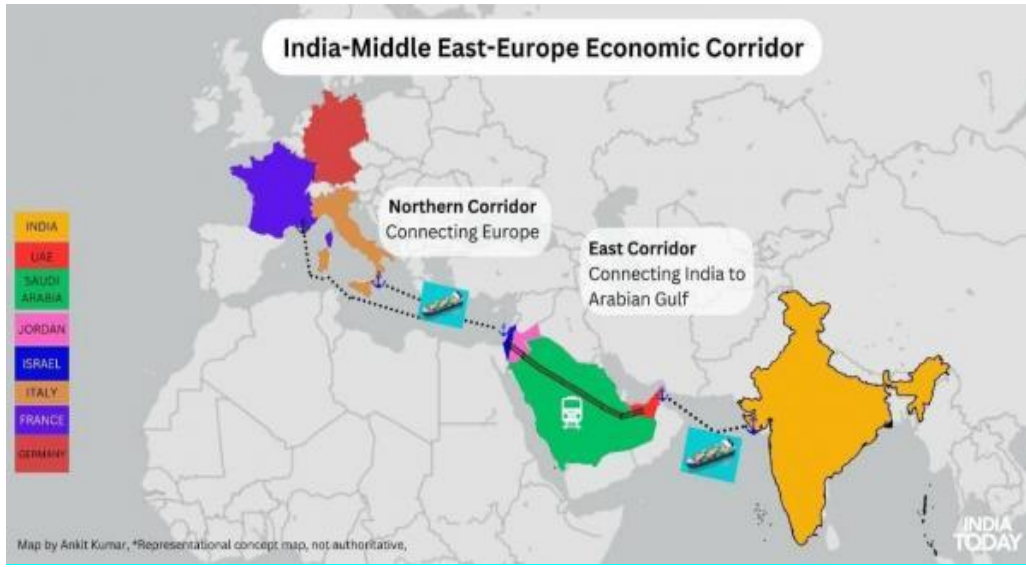 India-Middle East-Europe Economic Corridor
Northern Corridor
Connecting Europe
East Corridor
Connecting India to
Arabian Gulf
INDIA
UAE
SAUDI
ARABIA
JORDAN
ISRAEL
ITALY
FRANCE
GERMANY
Map by Ankit Kumar, *Representational concept map, not authoritative,
INDIA
TODAY